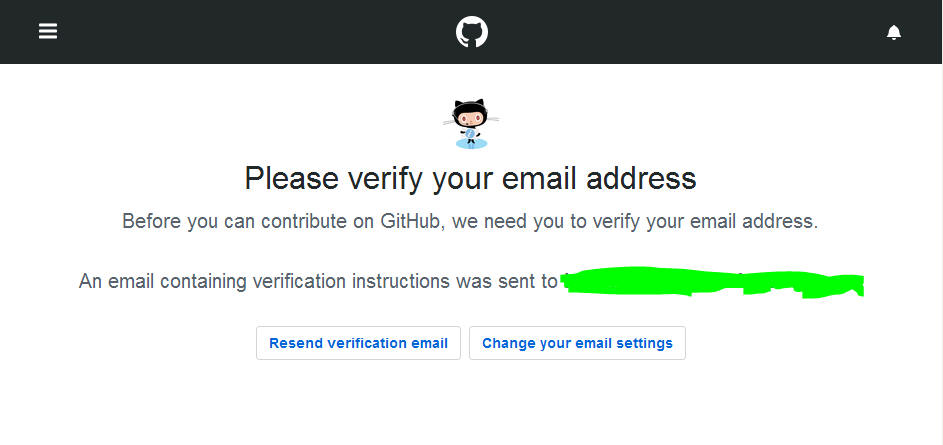 Please verify your email address
Before you can contribute on GitHub, we need you to verify your email address.
An email containing verification instructions was sent to
Resend verification email
Change your email settings